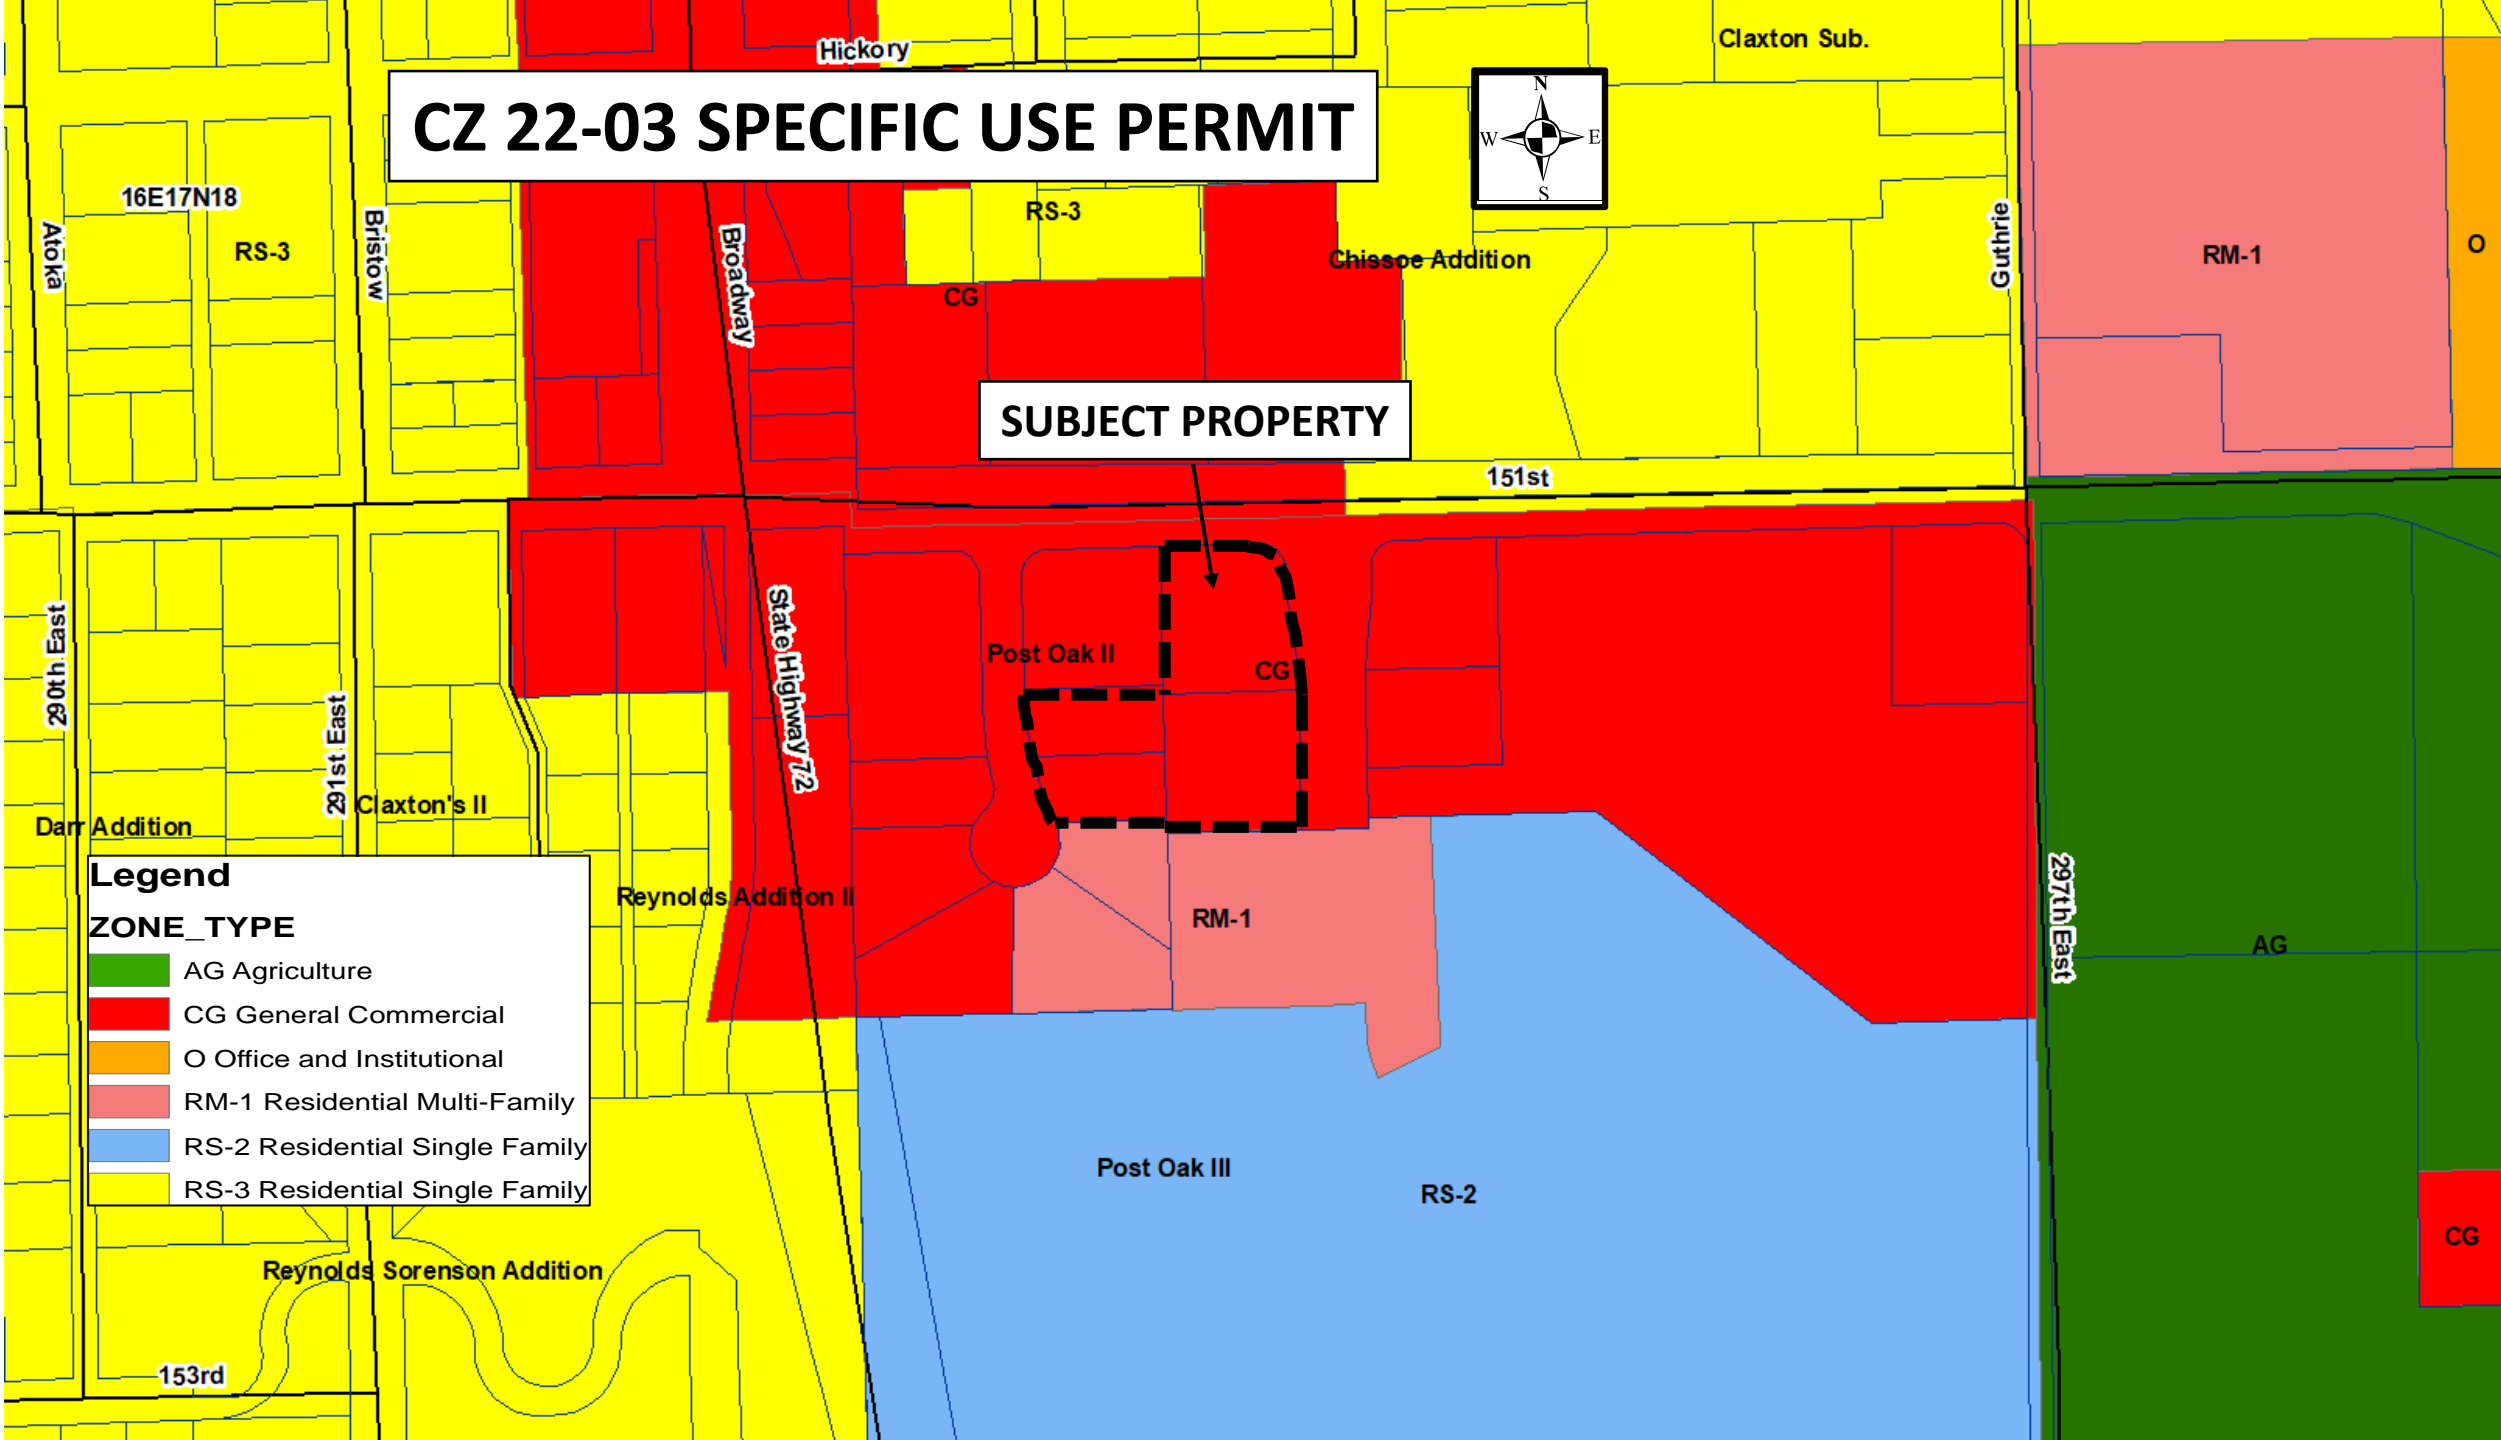 Hickory
Claxton Sub.
CZ 22-03 SPECIFIC USE PERMIT
N
W
E
S
16E17N18
RS-3
RS-3
Atoka
Bristow
Broadway
Guthrie
RM-1
O
Chissoe Addition
CG
SUBJECT PROPERTY
151st
290th East
291st East
State Highway 72
Post Oak II
CG
Claxton's II
Darr Addition
Reynolds Addition II
RM-1
297th East
AG
Legend
ZONE_TYPE
AG Agriculture
CG General Commercial
O Office and Institutional
RM-1 Residential Multi-Family
RS-2 Residential Single Family
RS-3 Residential Single Family
Post Oak III
RS-2
CG
Reynolds Sorenson Addition
153rd